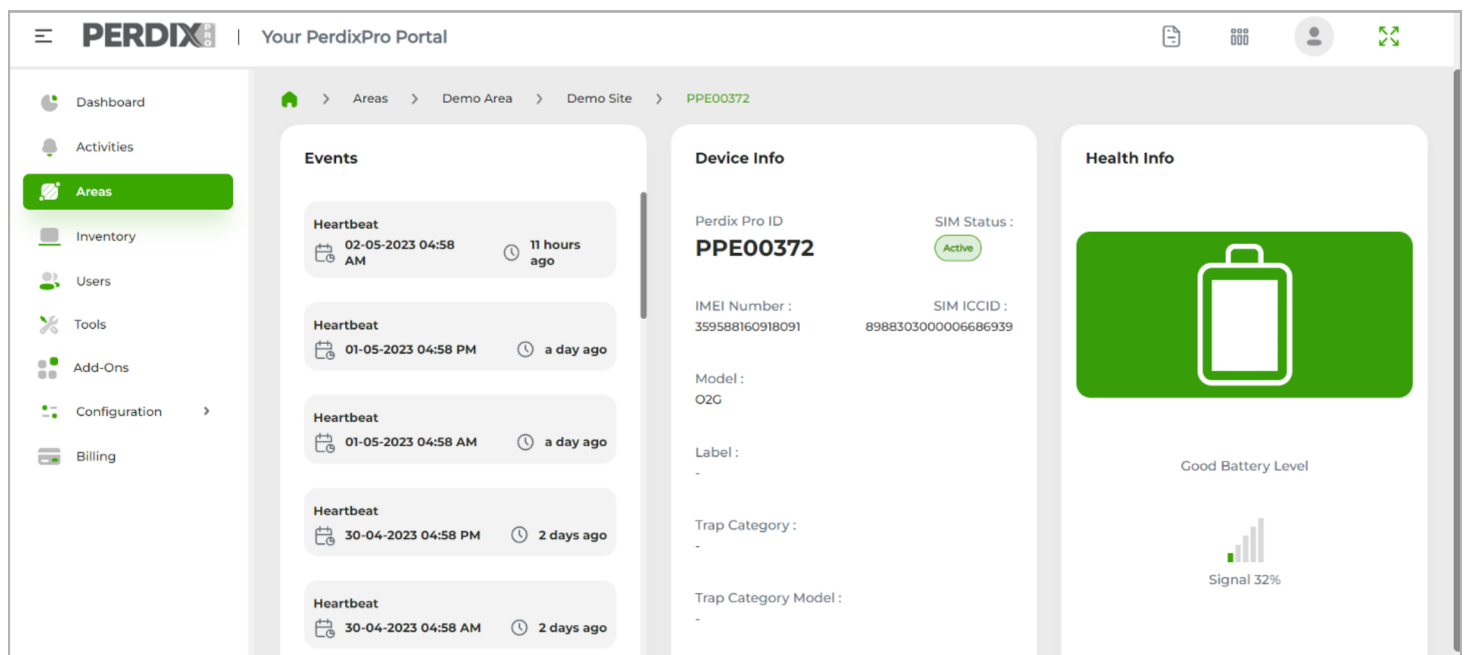 PERDIX PRO | Your PerdixPro Portal
Dashboard
Activities
Areas
Inventory
Users
Tools
Add-Ons
Configuration >
Billing
> Areas > Demo Area > Demo Site > PPE00372
Events
Heartbeat
02-05-2023 04:58
AM
11 hours
ago
Heartbeat
01-05-2023 04:58 PM
a day ago
Heartbeat
01-05-2023 04:58 AM
a day ago
Heartbeat
30-04-2023 04:58 PM
2 days ago
Heartbeat
30-04-2023 04:58 AM
2 days ago
Device Info
Perdix Pro ID
PPE00372
SIM Status :
Active
IMEI Number :
359588160918091
SIM ICCID :
8988303000006686939
Model :
O2G
Label :
-
Trap Category :
-
Trap Category Model :
-
Health Info
Good Battery Level
Signal 32%